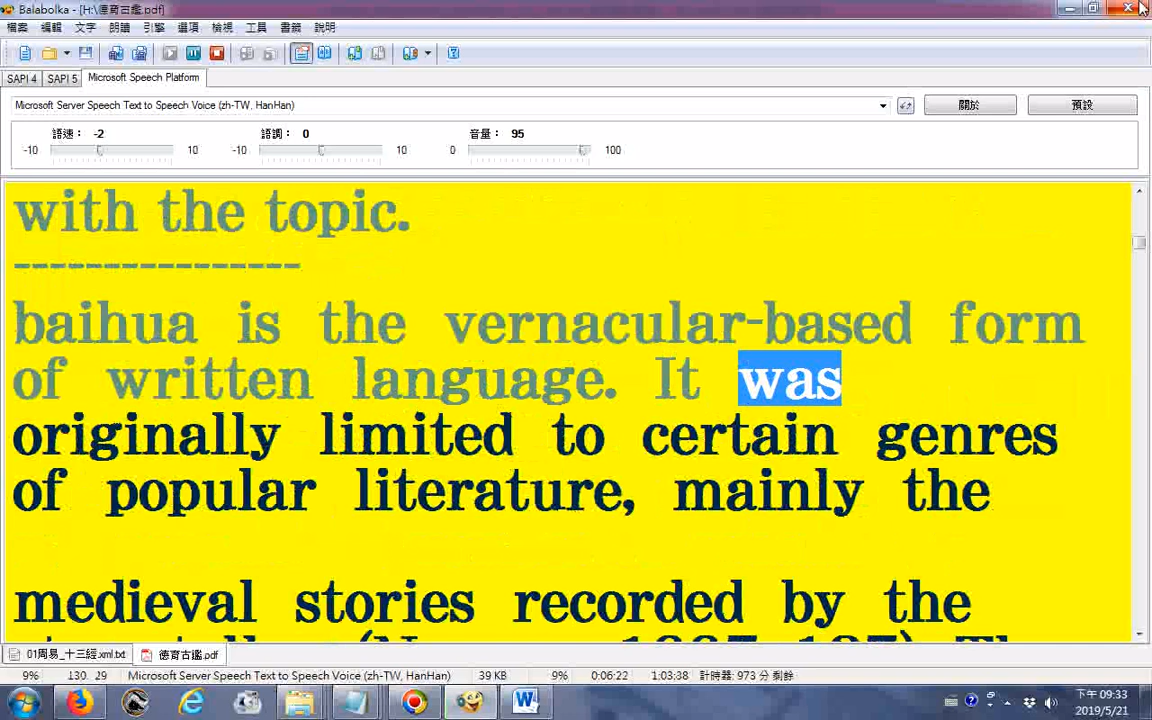 Balabolka - [H:\德育古鑑.pdf]
檔案 編輯 文字 朗讀 引擎 選項 檢視 工具 書籤 說明
SAPI 4 SAPI 5 Microsoft Speech Platform
Microsoft Server Speech Text to Speech Voice (zh-TW, HanHan) 關於 預設
語速： -2 語調： 0 音量： 95
-10 10 -10 10 0 100
with the topic.
----------------
baihua is the vernacular-based form
of written language. It was
originally limited to certain genres
of popular literature, mainly the
medieval stories recorded by the
01周易_十三經.xml.txt 德育古鑑.pdf
9% 130. 29 Microsoft Server Speech Text to Speech Voice (zh-TW, HanHan) 39 KB 9% 0:06:22 1:03:38 計時器: 973 分 剩餘
下午 09:33
2019/5/21